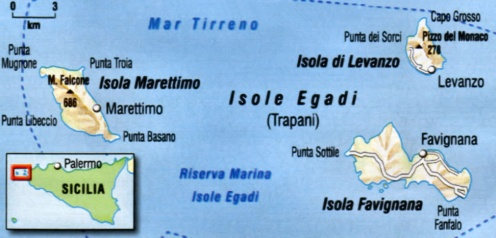 0 3
km
Mar Tirreno
Capo Grosso
Punta dei Sorci
Pizzo del Monaco
278
Isola di Levanzo
Levanzo
Punta
Mugnone
Punta Troia
M. Falcone
686
Isola Marettimo
Marettimo
Punta Libeccio
Punta Basano
Isole Egadi
(Trapani)
Punta Sottile
Favignana
Isola Favignana
Punta
Fanfalo
Riserva Marina
Isole Egadi
Palermo
SICILIA